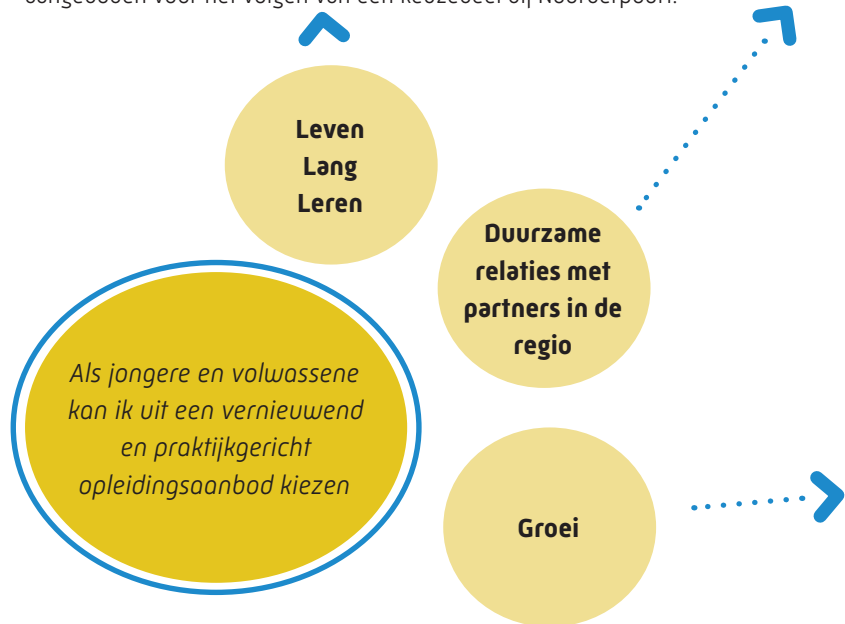 aangeboden voor het volgen van een keuzedeel bij Noorderpoort.
Leven
Lang
Leren
Duurzame
relaties met
partners in de
regio
Als jongere en volwassene
kan ik uit een vernieuwend
en praktijkgericht
opleidingsaanbod kiezen
Groei